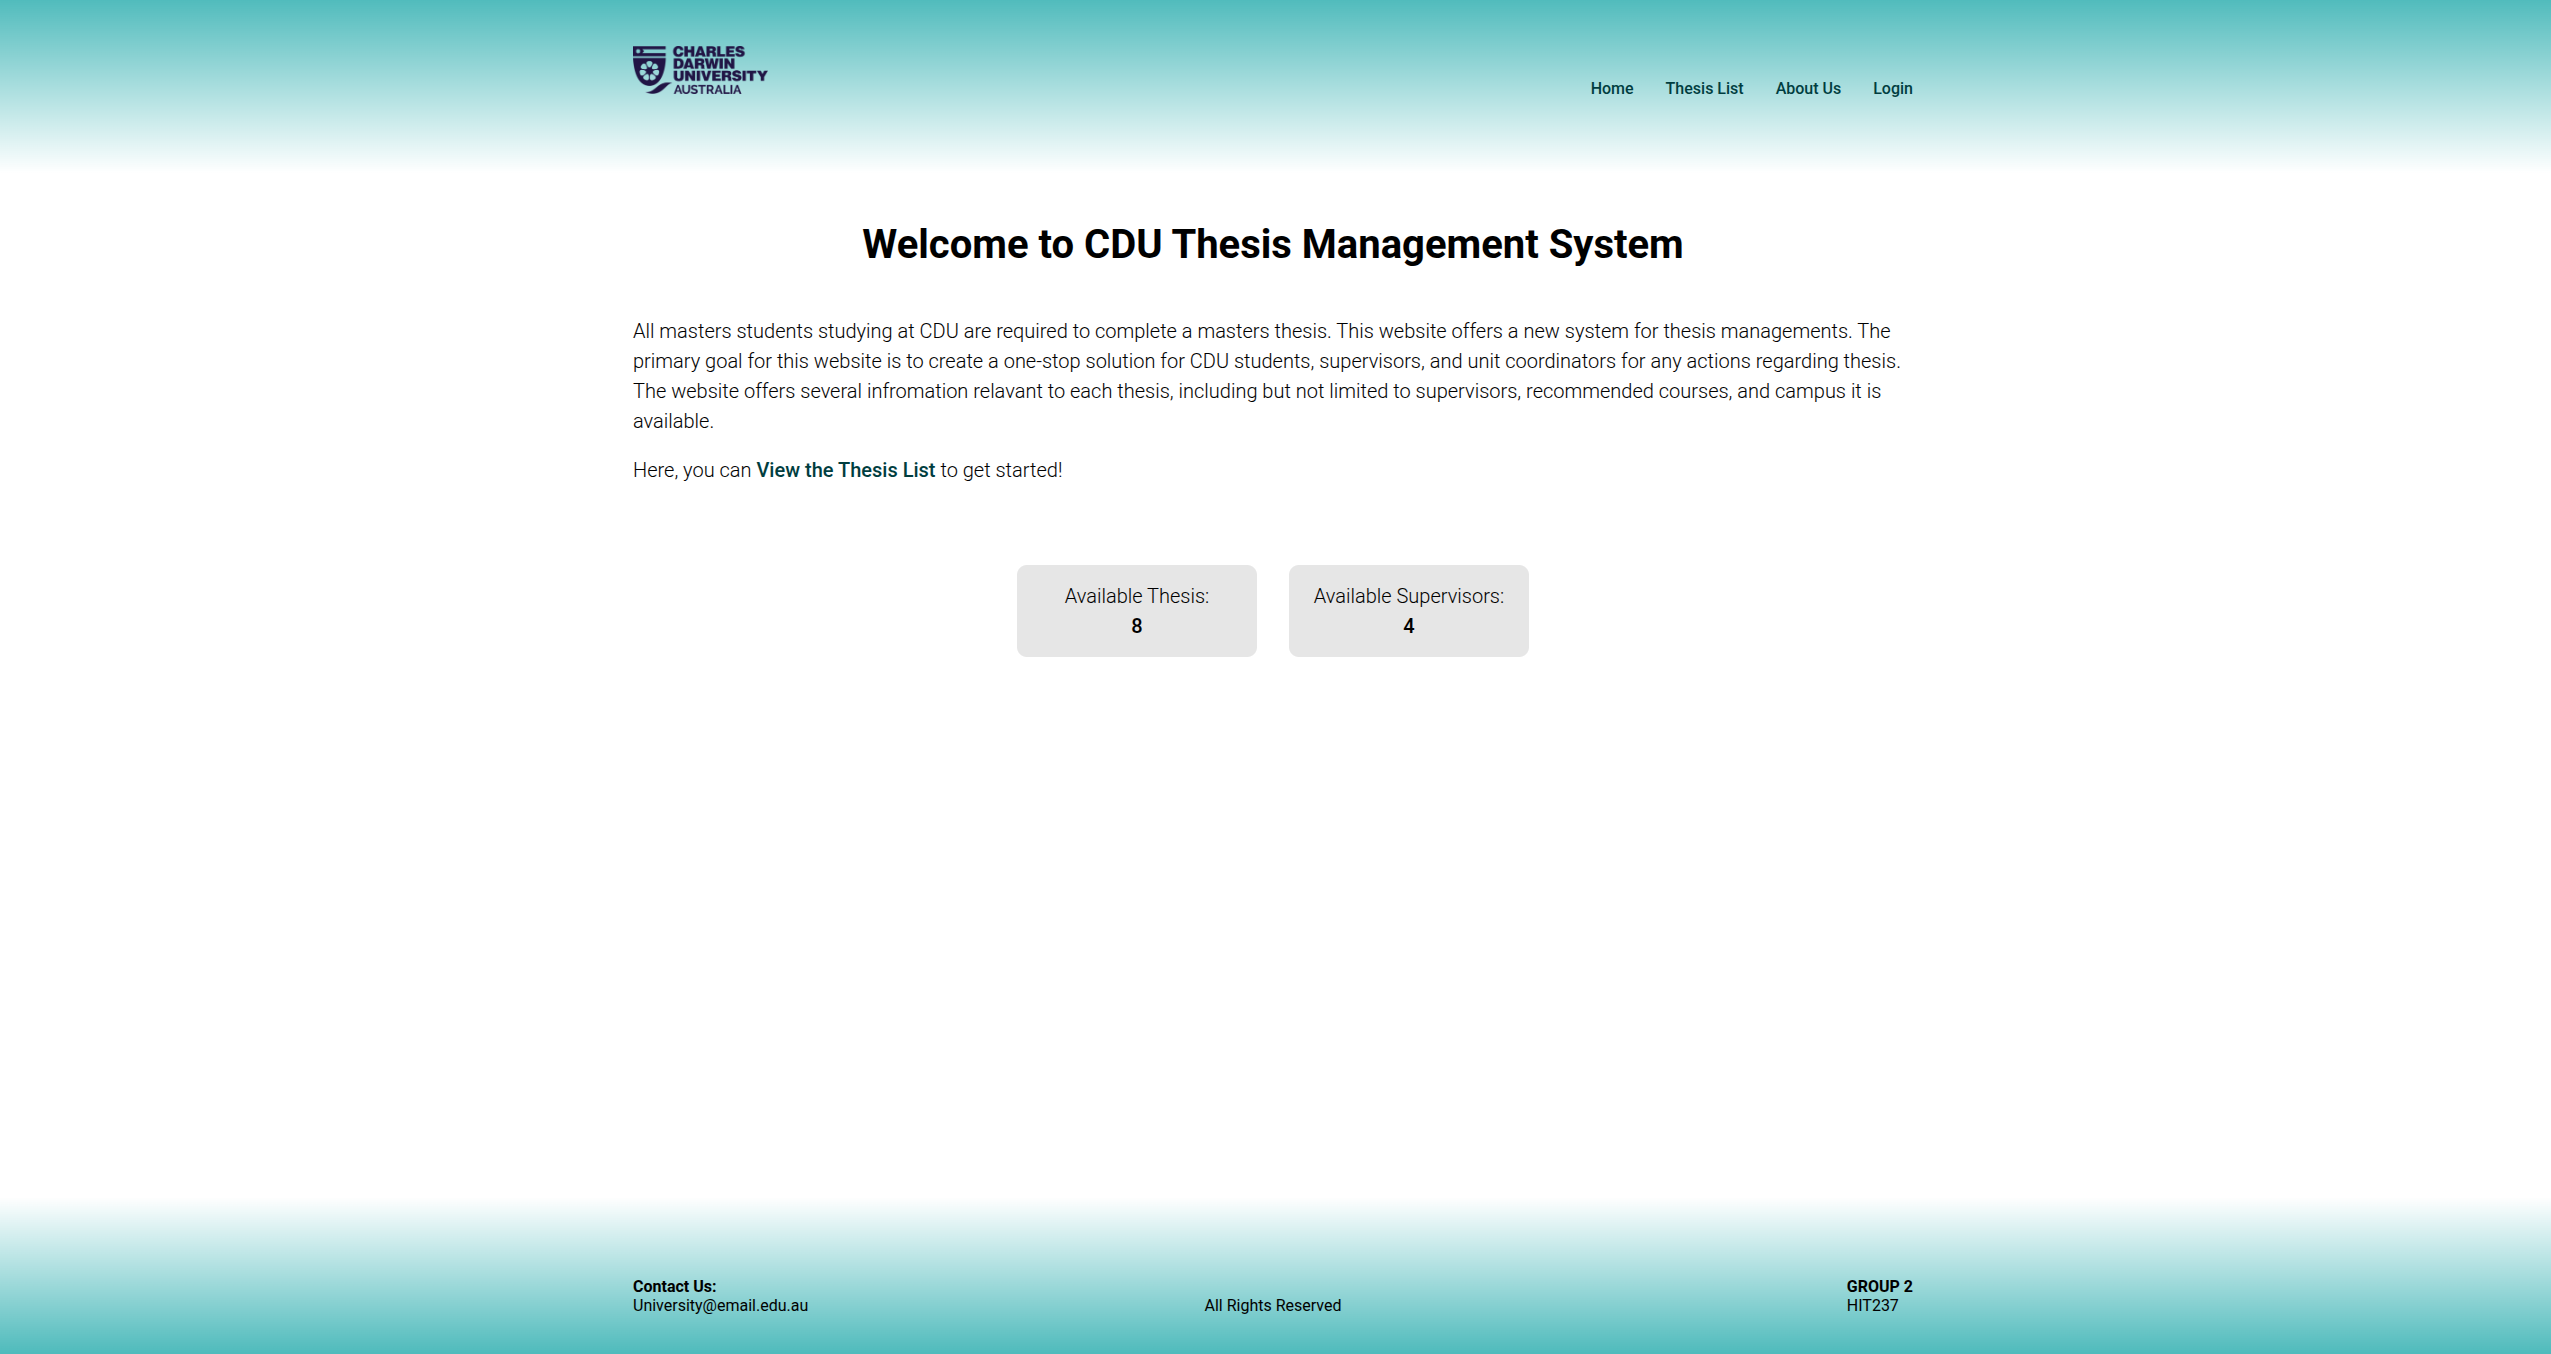 CHARLES
DARWIN
UNIVERSITY
AUSTRALIA
Home Thesis List About Us Login
Welcome to CDU Thesis Management System
All masters students studying at CDU are required to complete a masters thesis. This website offers a new system for thesis managements. The
primary goal for this website is to create a one-stop solution for CDU students, supervisors, and unit coordinators for any actions regarding thesis.
The website offers several infromation relavant to each thesis, including but not limited to supervisors, recommended courses, and campus it is
available.
Here, you can View the Thesis List to get started!
Available Thesis:
8
Available Supervisors:
4
Contact Us:
University@email.edu.au
All Rights Reserved
GROUP 2
HIT237